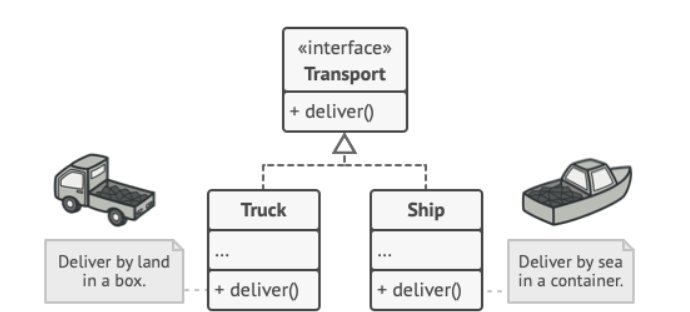 «interface»
Transport
+ deliver()
Truck
...
+ deliver()
Ship
...
+ deliver()
Deliver by land
in a box.
Deliver by sea
in a container.